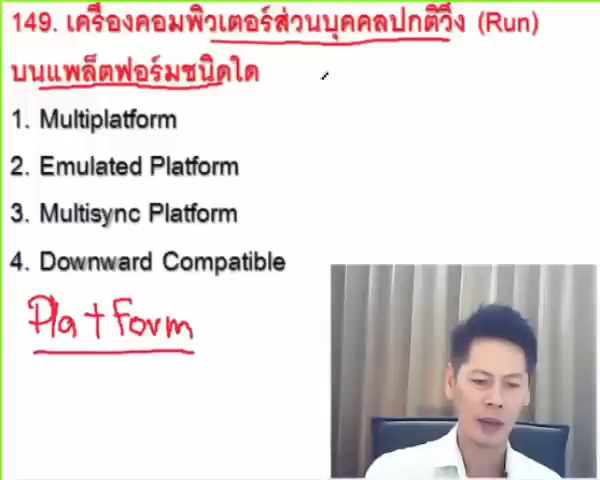 149. เครื่องคอมพิวเตอร์ส่วนบุคคลปกติวิ่ง (Run)
บนแพล็ตฟอร์มชนิดใด
1. Multiplatform
2. Emulated Platform
3. Multisync Platform
4. Downward Compatible
Platform